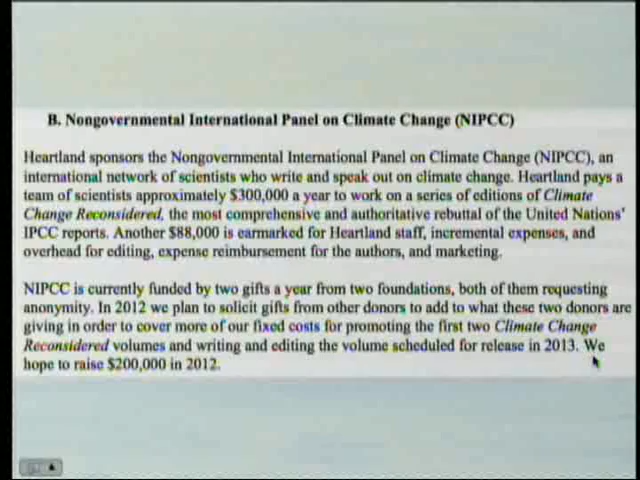 B. Nongovernmental International Panel on Climate Change (NIPCC)
Heartland sponsors the Nongovernmental International Panel on Climate Change (NIPCC), an
international network of scientists who write and speak out on climate change. Heartland pays a
team of scientists approximately $300,000 a year to work on a series of editions of Climate
Change Reconsidered, the most comprehensive and authoritative rebuttal of the United Nations'
IPCC reports. Another $88,000 is earmarked for Heartland staff, incremental expenses, and
overhead for editing, expense reimbursement for the authors, and marketing.
NIPCC is currently funded by two gifts a year from two foundations, both of them requesting
anonymity. In 2012 we plan to solicit gifts from other donors to add to what these two donors are
giving in order to cover more of our fixed costs for promoting the first two Climate Change
Reconsidered volumes and writing and editing the volume scheduled for release in 2013. We
hope to raise $200,000 in 2012.